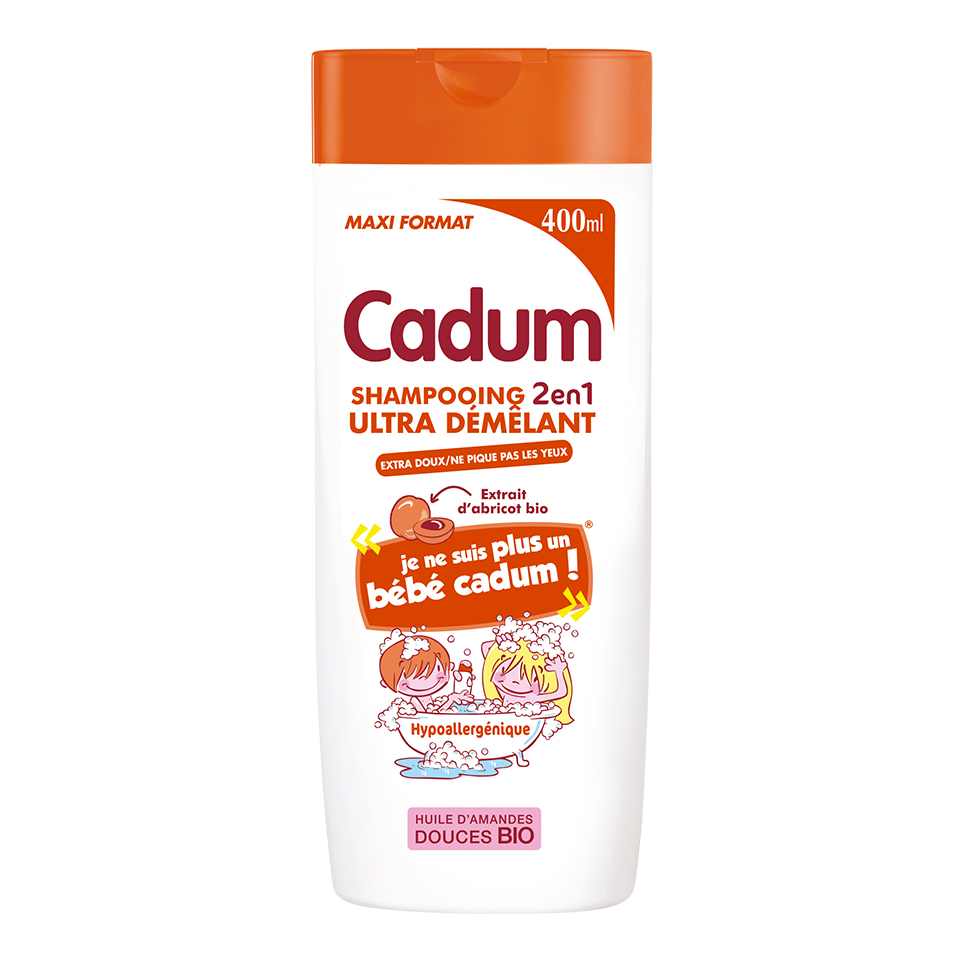 MAXI FORMAT
400ml
Cadum
SHAMPOOING 2en1
ULTRA DÉMÊLANT
EXTRA DOUX/NE PIQUE PAS LES YEUX
Extrait
d'abricot bio
« je ne suis plus un ®
bébé cadum ! »
Hypoallergénique
HUILE D'AMANDES
DOUCES BIO